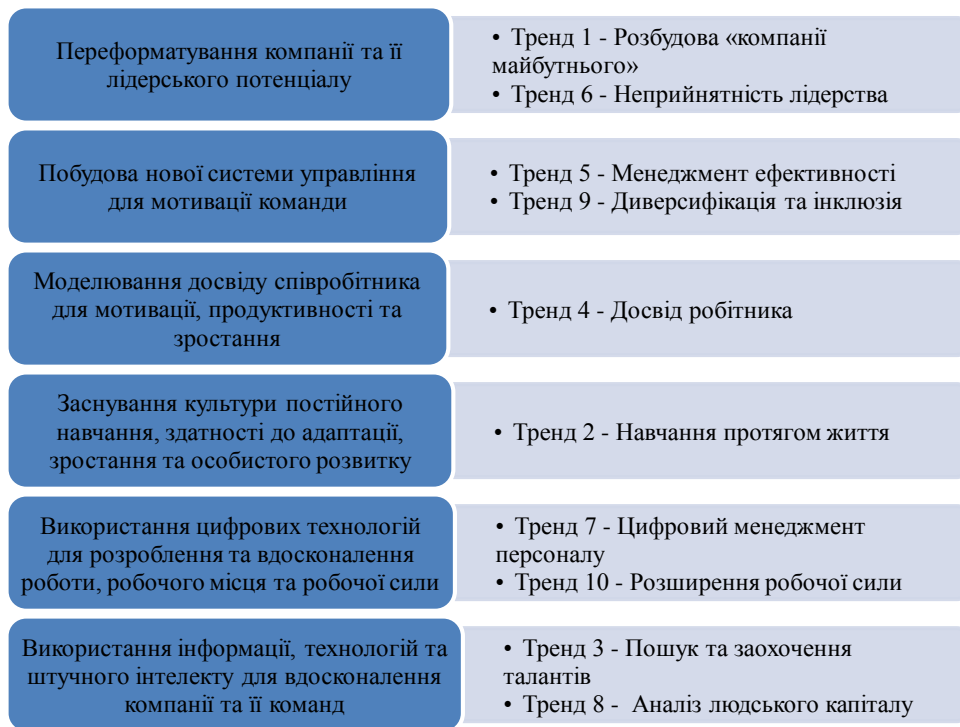 Переформатування компанії та її
лідерського потенціалу
• Тренд 1 - Розбудова «компанії
майбутнього»
• Тренд 6 - Неприйнятність лідерства
Побудова нової системи управління
для мотивації команди
• Тренд 5 - Менеджмент ефективності
• Тренд 9 - Диверсифікація та інклюзія
Моделювання досвіду співробітника
для мотивації, продуктивності та
зростання
• Тренд 4 - Досвід робітника
Заснування культури постійного
навчання, здатності до адаптації,
зростання та особистого розвитку
• Тренд 2 - Навчання протягом життя
Використання цифрових технологій
для розроблення та вдосконалення
роботи, робочого місця та робочої сили
• Тренд 7 - Цифровий менеджмент
персоналу
• Тренд 10 - Розширення робочої сили
Використання інформації, технологій та
штучного інтелекту для вдосконалення
компанії та її команд
• Тренд 3 - Пошук та заохочення
талантів
• Тренд 8 - Аналіз людського капіталу